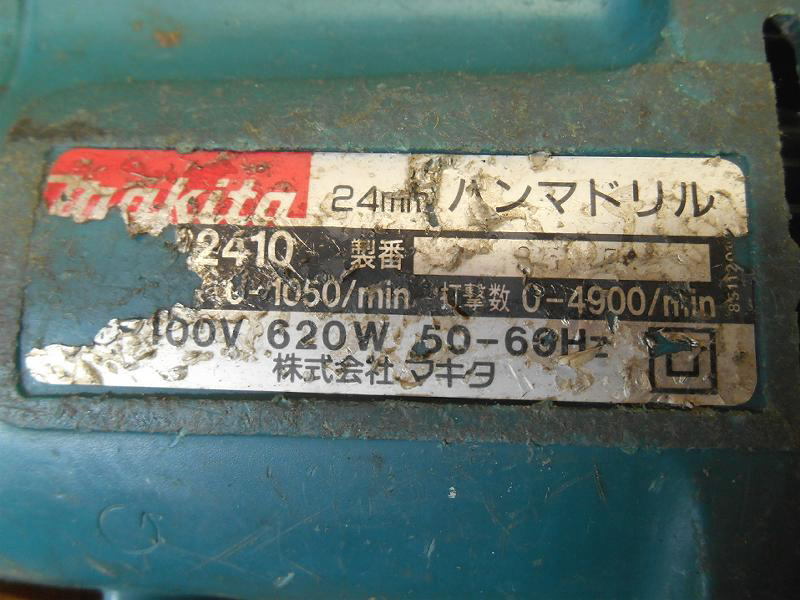 makita 24mm ハンマドリル
2410 製番
0-1050/min 打撃数 0-4900/min
100V 620W 50-60Hz
株式会社 マキタ